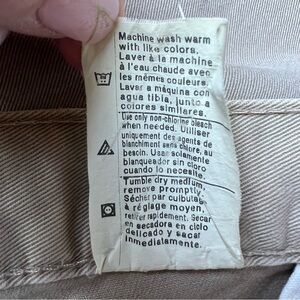 Machine wash warm
with like colors.
Laver à la machine
à l'eau chaude avec
les mêmes couleurs.
Lavar a máquina con
agua tibia, junto a
colores similares.
Use only non-chlorine bleach
when needed. Utiliser
uniquement des agents de
blanchiment sans chlore, au
besoin. Usar solamente
blanqueador sin cloro
cuando lo necesite.
Tumble dry medium,
remove promptly.
Sécher par culbutage
à réglage moyen,
retirer rapidement. Secar
en secadora en ciclo
delicado y sacar
inmediatamente.